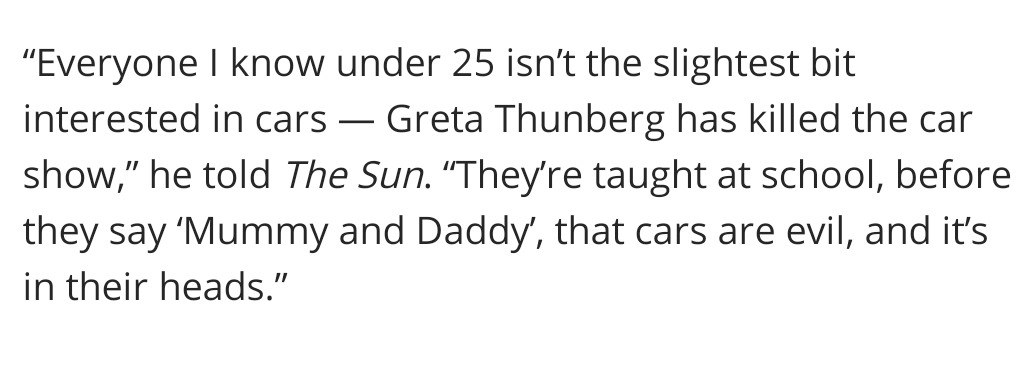 “Everyone I know under 25 isn’t the slightest bit
interested in cars — Greta Thunberg has killed the car
show,” he told The Sun. “They’re taught at school, before
they say ‘Mummy and Daddy’, that cars are evil, and it’s
in their heads.”